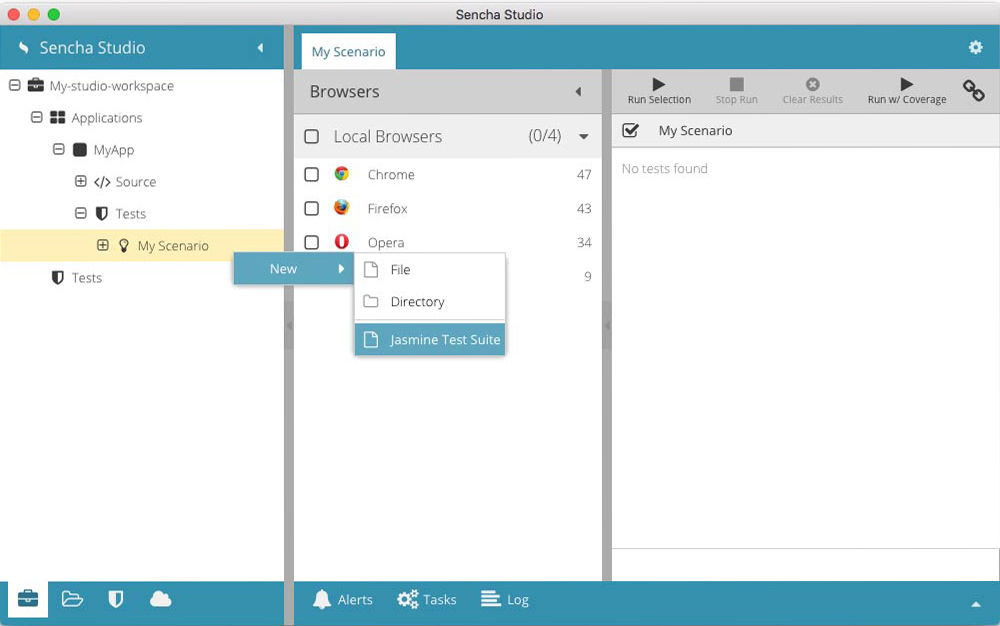 Sencha Studio
Sencha Studio
My-studio-workspace
Applications
MyApp
</> Source
Tests
My Scenario
Tests
My Scenario
Browsers
Local Browsers (0/4)
Chrome 47
Firefox 43
Opera 34
9
New
File
Directory
Jasmine Test Suite
Run Selection
Stop Run
Clear Results
Run w/ Coverage
My Scenario
No tests found
Alerts
Tasks
Log